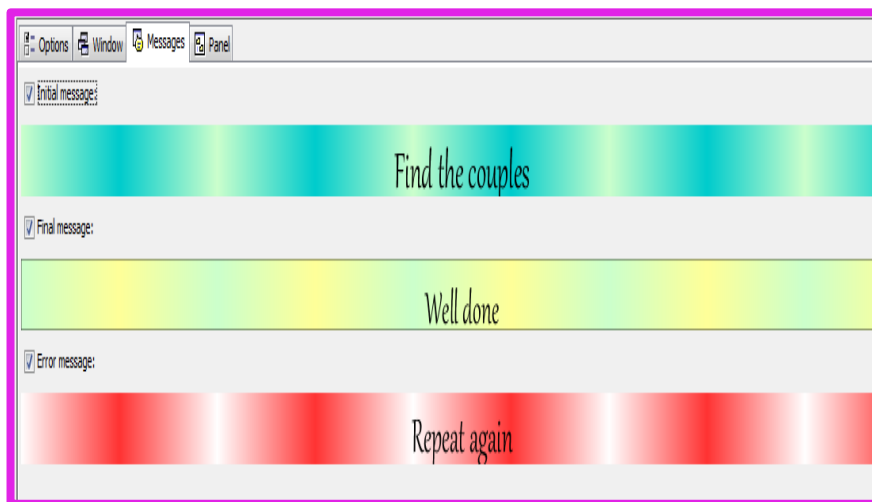 Options Window Messages Panel
Initial message:
Find the couples
Final message:
Well done
Error message:
Repeat again